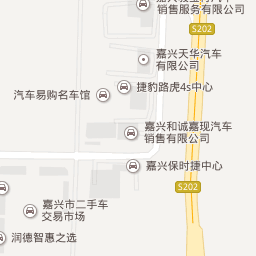 销售服务有限公司
S202
嘉兴天华汽车
有限公司
捷豹路虎4s中心
汽车易购名车馆
嘉兴和诚嘉现汽车
销售有限公司
嘉兴保时捷中心
S202
嘉兴市二手车
交易市场
润德智惠之选